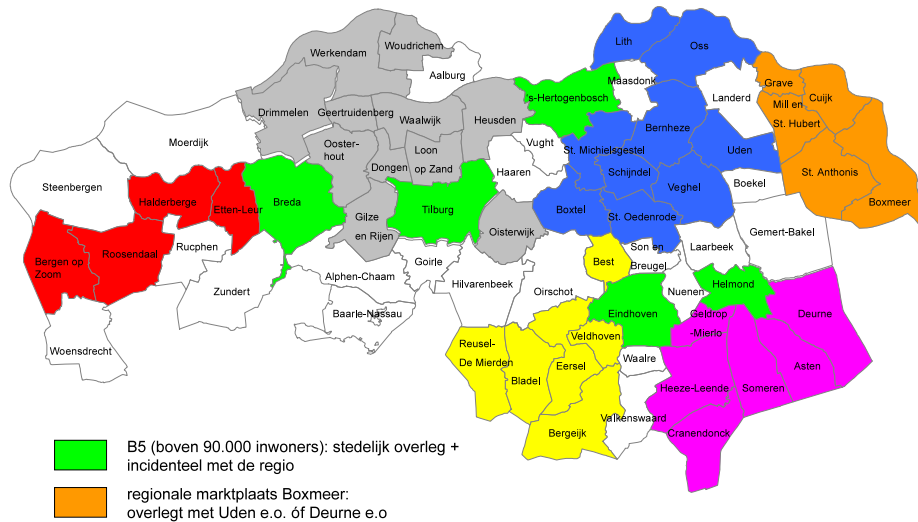 Woudrichem
Werkendam
Aalburg
Lith
Oss
Maasdonk
Grave
Cuijk
s-Hertogenbosch
Landerd
Mill en
St. Hubert
Drimmelen
Geertruidenberg
Waalwijk
Heusden
Bernheze
Moerdijk
Ooster-
hout
Loon
op Zand
Dongen
Vught
Haaren
St. Michielsgestel
Uden
Schijndel
St. Anthonis
Steenbergen
Halderberge
Etten-Leur
Breda
Tilburg
Veghel
Boekel
Boxmeer
Boxtel
St. Oedenrode
Gilze
en Rijen
Oisterwijk
Gemert-Bakel
Bergen op
Zoom
Roosendaal
Rucphen
Goirle
Best
Son en
Breugel
Laarbeek
Zundert
Alphen-Chaam
Hilvarenbeek
Oirschot
Nuenen
Helmond
Baarle-Nassau
Eindhoven
Geldrop
-Mierlo
Deurne
Woensdrecht
Reusel-
De Mierden
Veldhoven
Waalre
Eersel
Asten
Bladel
Heeze-Leende
Someren
Valkenswaard
Bergeijk
Cranendonck
B5 (boven 90.000 inwoners): stedelijk overleg +
incidenteel met de regio
regionale marktplaats Boxmeer:
overlegt met Uden e.o. óf Deurne e.o